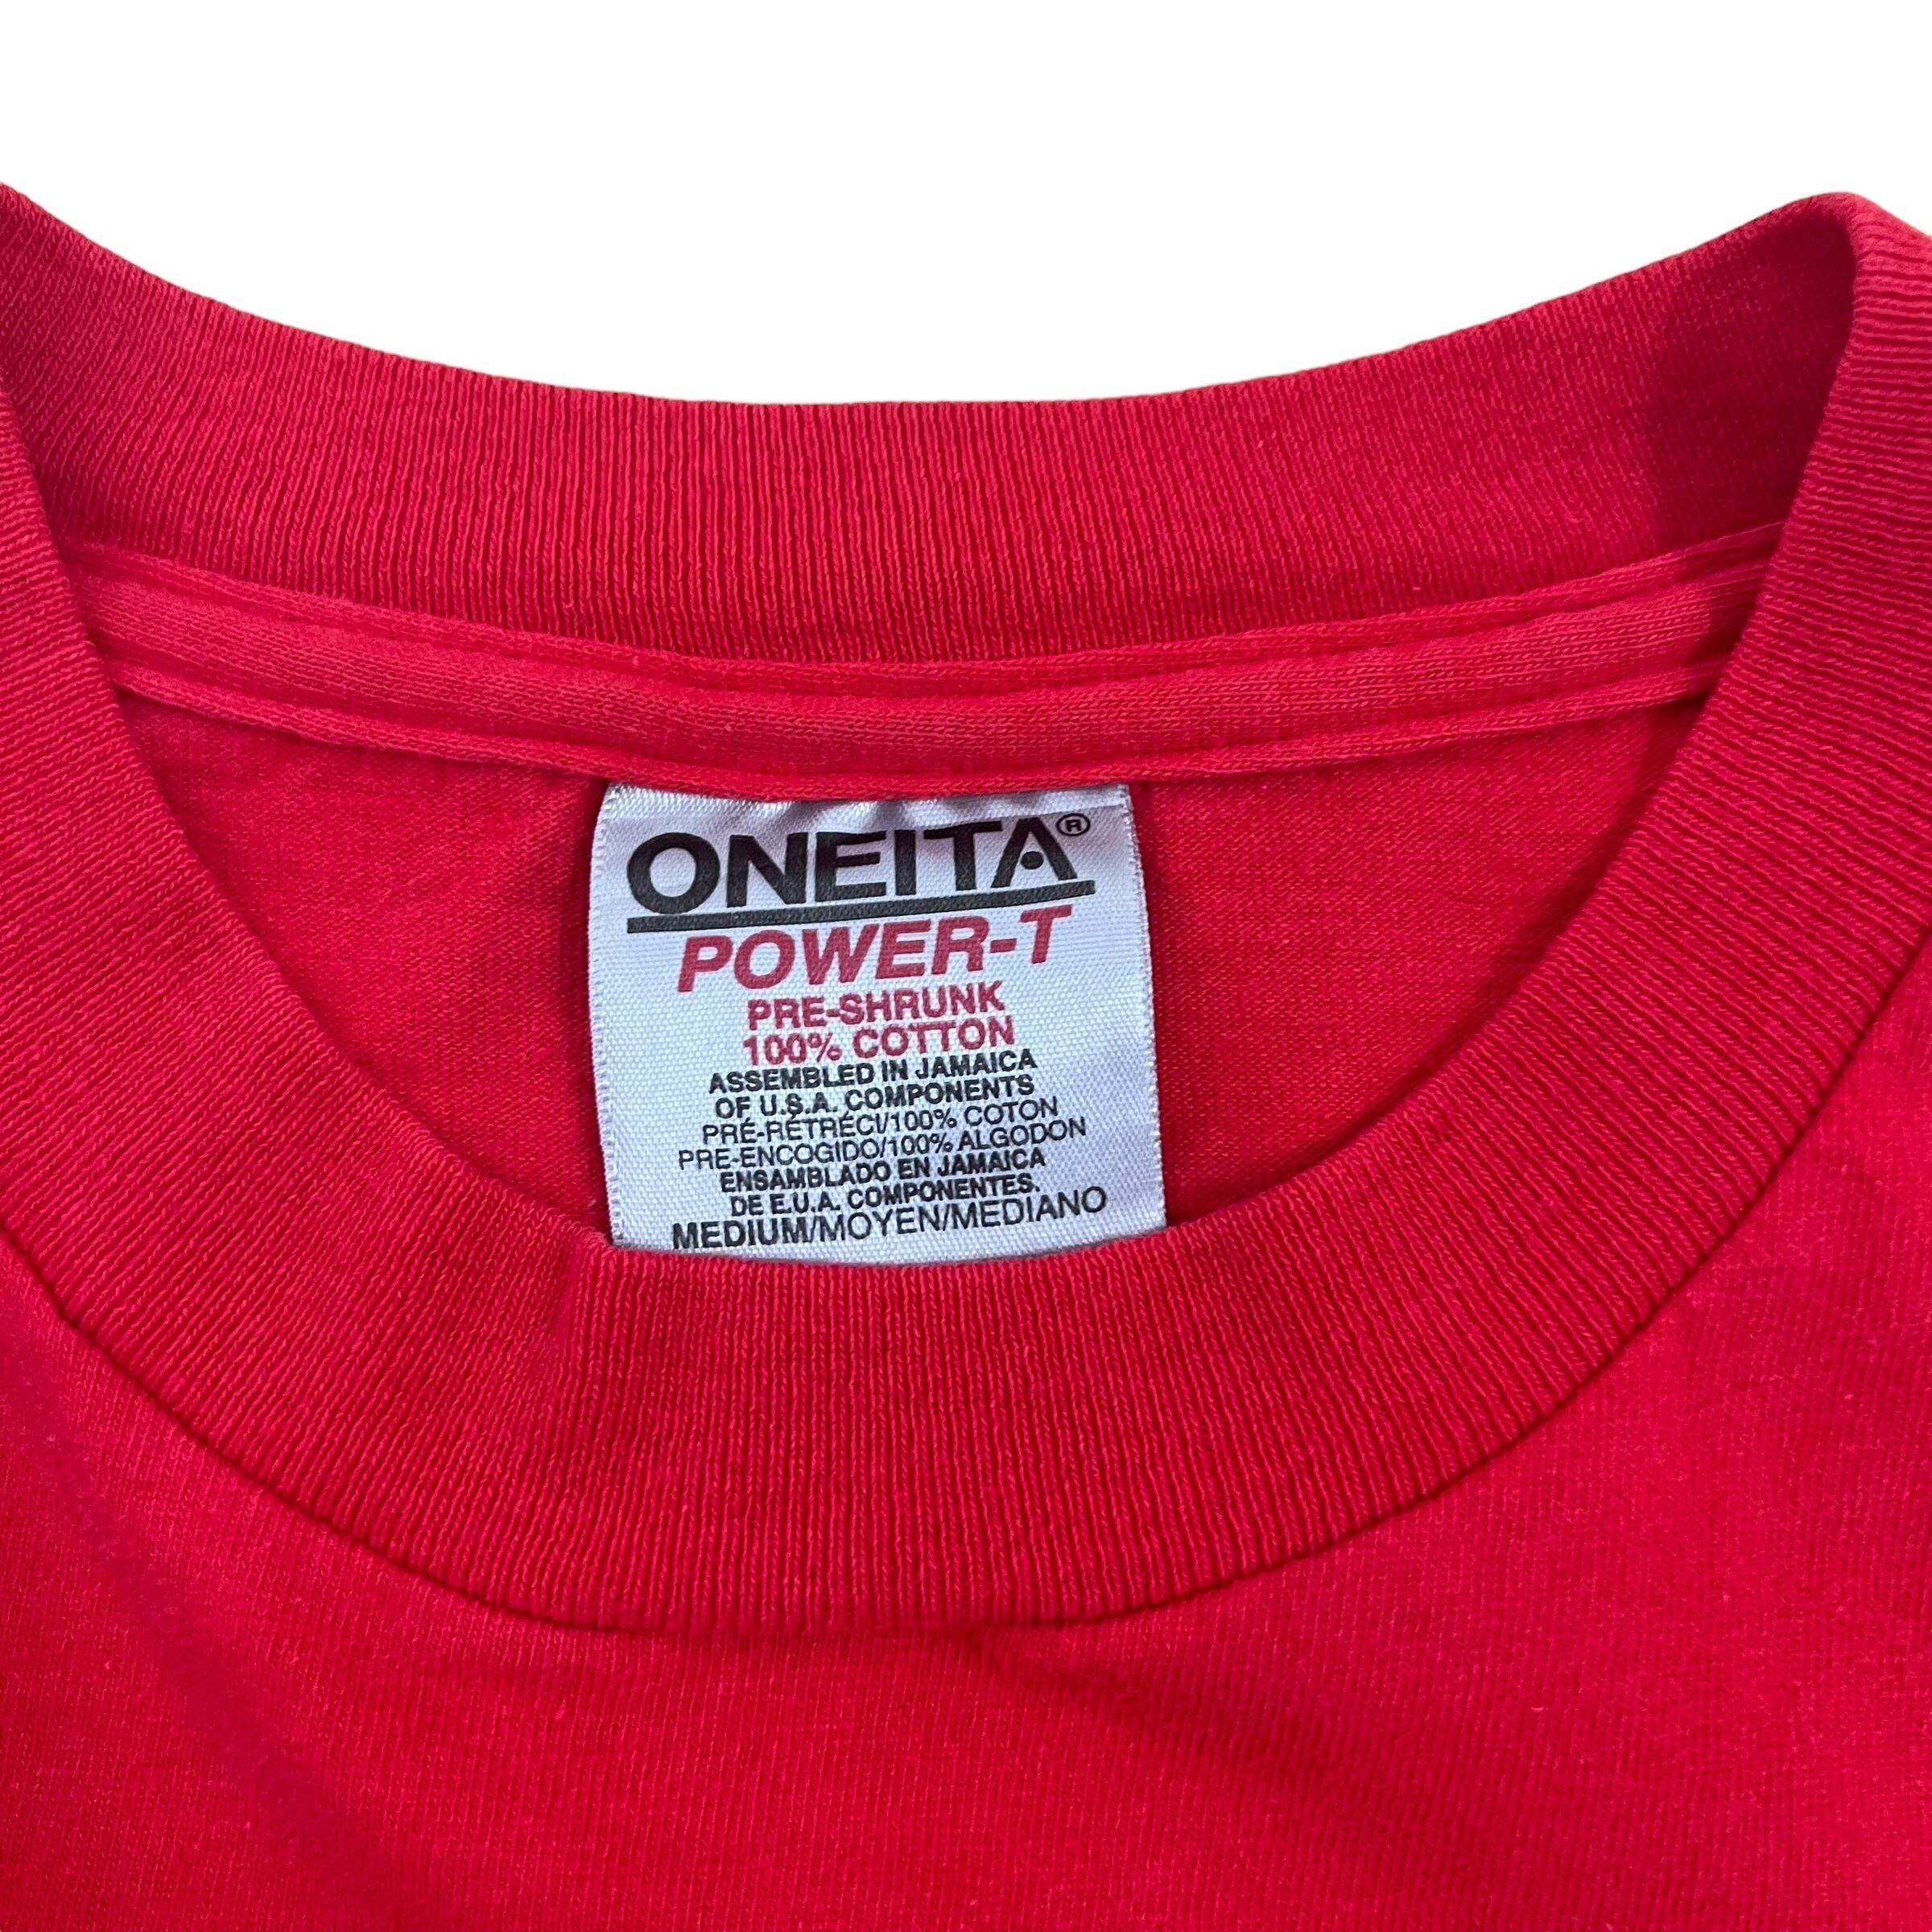 ONEITA®
POWER-T
PRE-SHRUNK
100% COTTON
ASSEMBLED IN JAMAICA
OF U.S.A. COMPONENTS
PRÉ-RÉTRÉCI/100% COTON
PRE-ENCOGIDO/100% ALGODON
ENSAMBLADO EN JAMAICA
DE E.U.A. COMPONENTES.
MEDIUM/MOYEN/MEDIANO